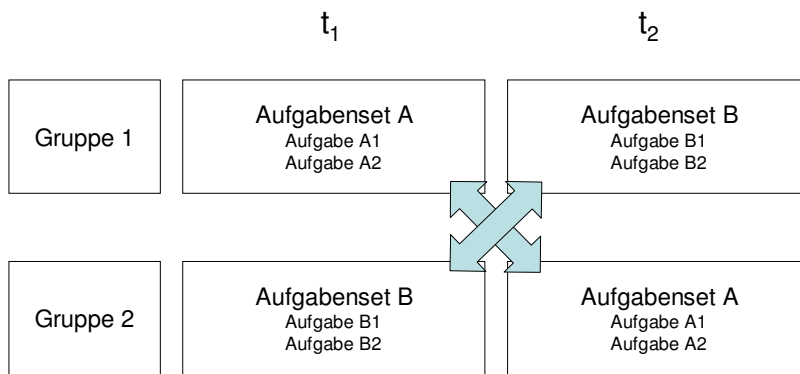 t₁
t₂
Gruppe 1
Aufgabenset A
Aufgabe A1
Aufgabe A2
Aufgabenset B
Aufgabe B1
Aufgabe B2
Gruppe 2
Aufgabenset B
Aufgabe B1
Aufgabe B2
Aufgabenset A
Aufgabe A1
Aufgabe A2